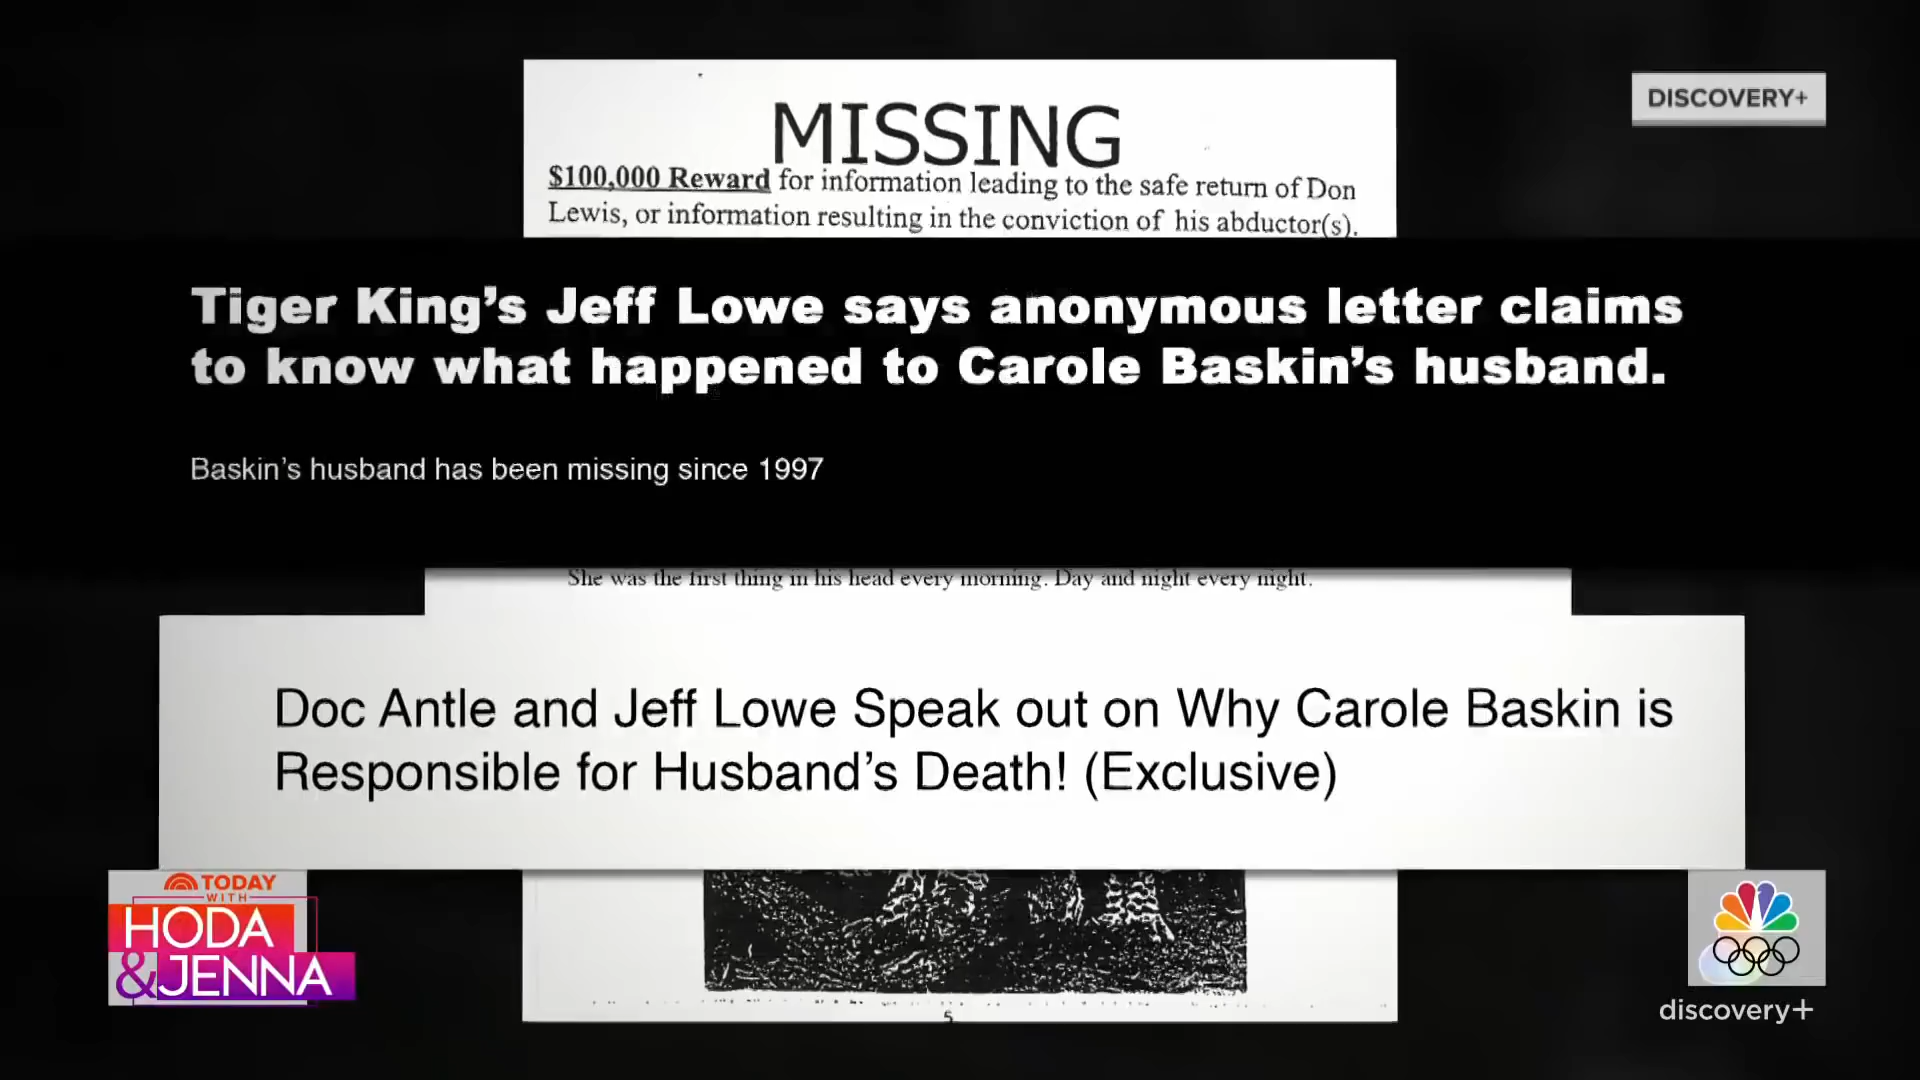 MISSING
$100,000 Reward for information leading to the safe return of Don
Lewis, or information resulting in the conviction of his abductor(s).
DISCOVERY+
Tiger King's Jeff Lowe says anonymous letter claims
to know what happened to Carole Baskin's husband.
Baskin's husband has been missing since 1997
She was the first thing in his head every morning. Day and night every night.
Doc Antle and Jeff Lowe Speak out on Why Carole Baskin is
Responsible for Husband's Death! (Exclusive)
TODAY
WITH
HODA
&JENNA
discovery+
5